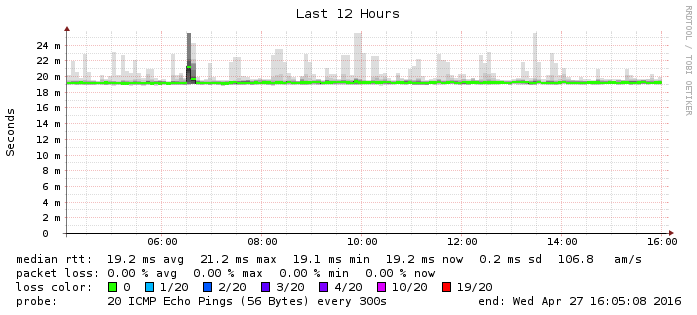 Last 12 Hours
RRDTOOL / TOBI OETIKER
Seconds
24 m
22 m
20 m
18 m
16 m
14 m
12 m
10 m
8 m
6 m
4 m
2 m
0
06:00 08:00 10:00 12:00 14:00 16:00
median rtt: 19.2 ms avg 21.2 ms max 19.1 ms min 19.2 ms now 0.2 ms sd 106.8 am/s
packet loss: 0.00 % avg 0.00 % max 0.00 % min 0.00 % now
loss color: 0 1/20 2/20 3/20 4/20 10/20 19/20
probe: 20 ICMP Echo Pings (56 Bytes) every 300s end: Wed Apr 27 16:05:08 2016